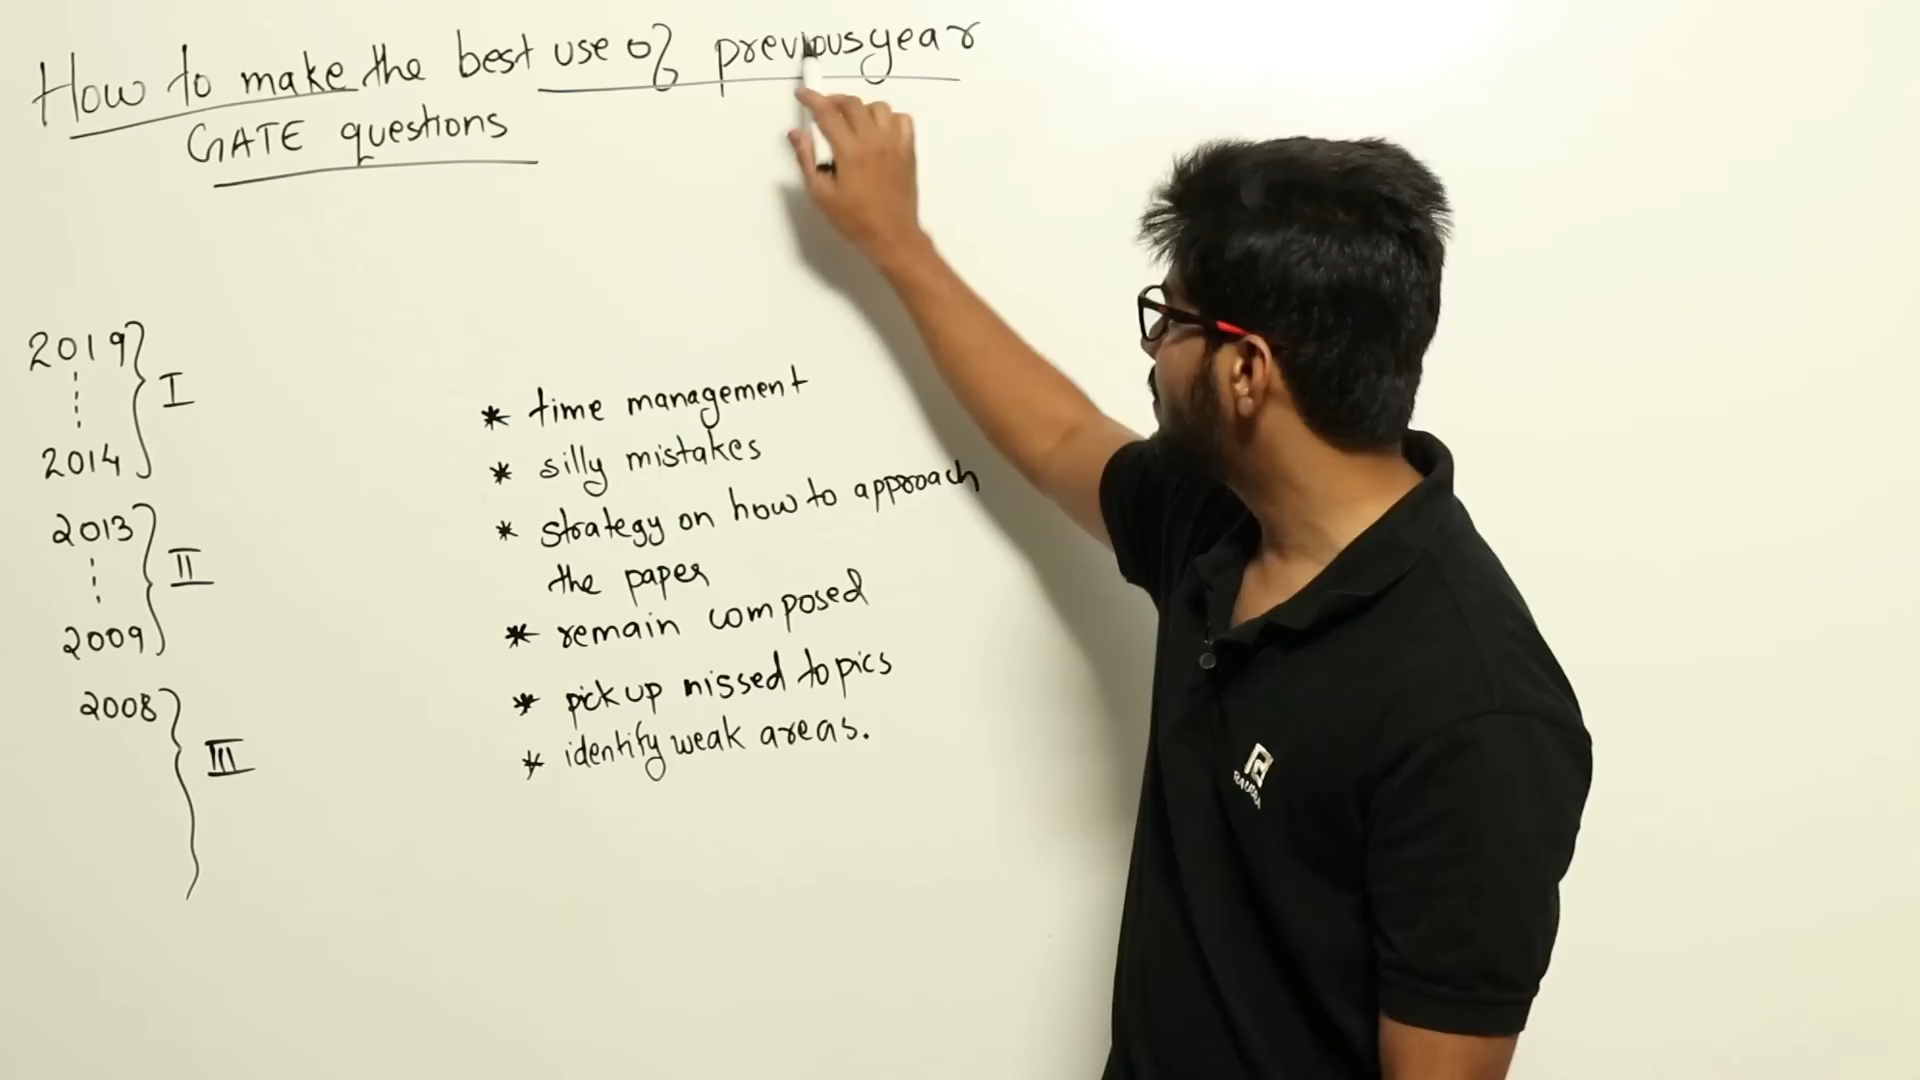 How to make the best use of previous year
GATE questions
2019
2014
I
2013
2009
II
2008
III
* time management
* silly mistakes
* strategy on how to approach
the paper
* remain composed
* pick up missed topics
* identify weak areas.